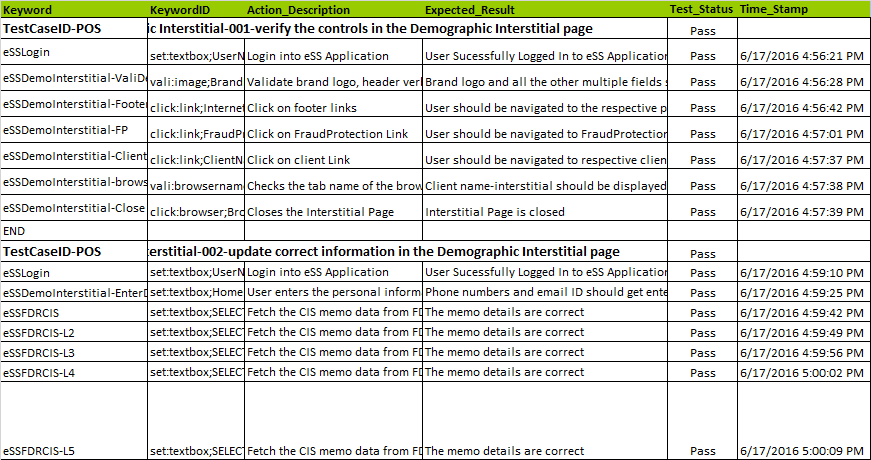 Keyword KeywordID Action_Description Expected_Result Test_Status Time_Stamp
TestCaseID-POS ic Interstitial-001-verify the controls in the Demographic Interstitial page Pass
eSSLogin set:textbox;UserN Login into eSS Application User Sucessfully Logged In to eSS Application Pass 6/17/2016 4:56:21 PM
eSSDemoInterstitial-ValiDe vali:image;Brand Validate brand logo, header verl Brand logo and all the other multiple fields s Pass 6/17/2016 4:56:28 PM
eSSDemoInterstitial-Footer click:link;Internet Click on footer links User should be navigated to the respective p Pass 6/17/2016 4:56:42 PM
eSSDemoInterstitial-FP click:link;FraudPr Click on FraudProtection Link User should be navigated to FraudProtection Pass 6/17/2016 4:57:01 PM
eSSDemoInterstitial-Client click:link;ClientN Click on client Link User should be navigated to respective clien Pass 6/17/2016 4:57:37 PM
eSSDemoInterstitial-brows vali:browsername Checks the tab name of the brow Client name-interstitial should be displayed Pass 6/17/2016 4:57:38 PM
eSSDemoInterstitial-Close click:browser;Bro Closes the Interstitial Page Interstitial Page is closed Pass 6/17/2016 4:57:39 PM
END
TestCaseID-POS erstitial-002-update correct information in the Demographic Interstitial page Pass
eSSLogin set:textbox;UserN Login into eSS Application User Sucessfully Logged In to eSS Application Pass 6/17/2016 4:59:10 PM
eSSDemoInterstitial-EnterD set:textbox;Home User enters the personal inform User Phone numbers and email ID should get ente Pass 6/17/2016 4:59:25 PM
eSSFDRCIS set:textbox;SELECT Fetch the CIS memo data from FD The memo details are correct Pass 6/17/2016 4:59:42 PM
eSSFDRCIS-L2 set:textbox;SELECT Fetch the CIS memo data from FD The memo details are correct Pass 6/17/2016 4:59:49 PM
eSSFDRCIS-L3 set:textbox;SELECT Fetch the CIS memo data from FD The memo details are correct Pass 6/17/2016 4:59:56 PM
eSSFDRCIS-L4 set:textbox;SELECT Fetch the CIS memo data from FD The memo details are correct Pass 6/17/2016 5:00:02 PM
eSSFDRCIS-L5 set:textbox;SELECT Fetch the CIS memo data from FD The memo details are correct Pass 6/17/2016 5:00:09 PM